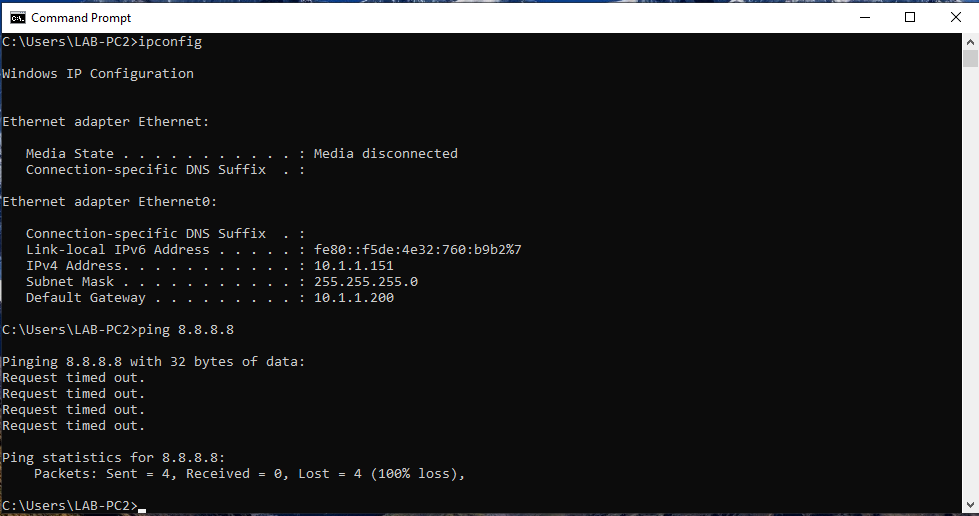 Command Prompt
C:\Users\LAB-PC2>ipconfig
Windows IP Configuration
Ethernet adapter Ethernet:
   Media State . . . . . . . . . . . : Media disconnected
   Connection-specific DNS Suffix  . :
Ethernet adapter Ethernet0:
   Connection-specific DNS Suffix  . :
   Link-local IPv6 Address . . . . . : fe80::f5de:4e32:760:b9b2%7
   IPv4 Address. . . . . . . . . . . : 10.1.1.151
   Subnet Mask . . . . . . . . . . . : 255.255.255.0
   Default Gateway . . . . . . . . . : 10.1.1.200
C:\Users\LAB-PC2>ping 8.8.8.8
Pinging 8.8.8.8 with 32 bytes of data:
Request timed out.
Request timed out.
Request timed out.
Request timed out.
Ping statistics for 8.8.8.8:
    Packets: Sent = 4, Received = 0, Lost = 4 (100% loss),
C:\Users\LAB-PC2>